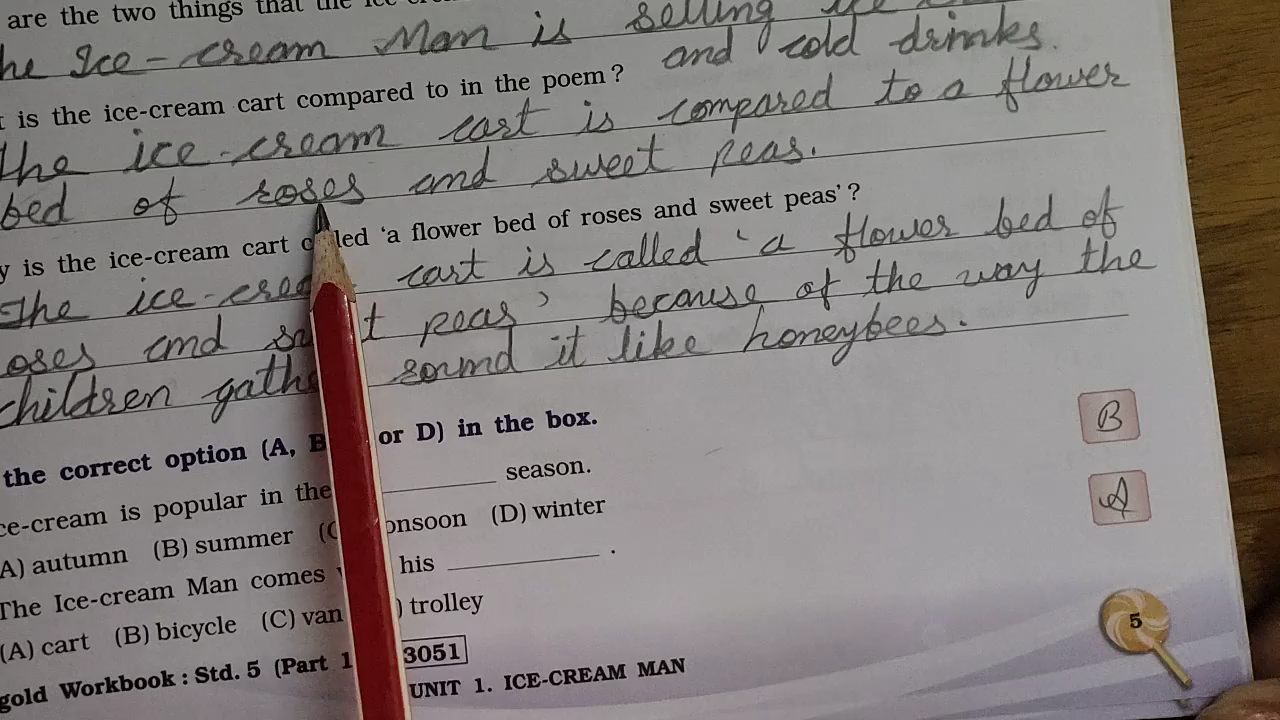 are the two things that the ice
he Ice-cream Man is selling
and cold drinks.
is the ice-cream cart compared to in the poem ?
The ice-cream cart is compared to a flower
bed of roses and sweet peas.
y is the ice-cream cart called 'a flower bed of roses and sweet peas' ?
The ice-cream cart is called 'a flower bed of
oses and sweet peas' because of the way the
children gather round it like honeybees.
the correct option (A, B or D) in the box.
B
ce-cream is popular in the ______ season.
A) autumn (B) summer (C) monsoon (D) winter
A
The Ice-cream Man comes his ______ .
(A) cart (B) bicycle (C) van ) trolley
gold Workbook : Std. 5 (Part 1 3051
UNIT 1. ICE-CREAM MAN
5